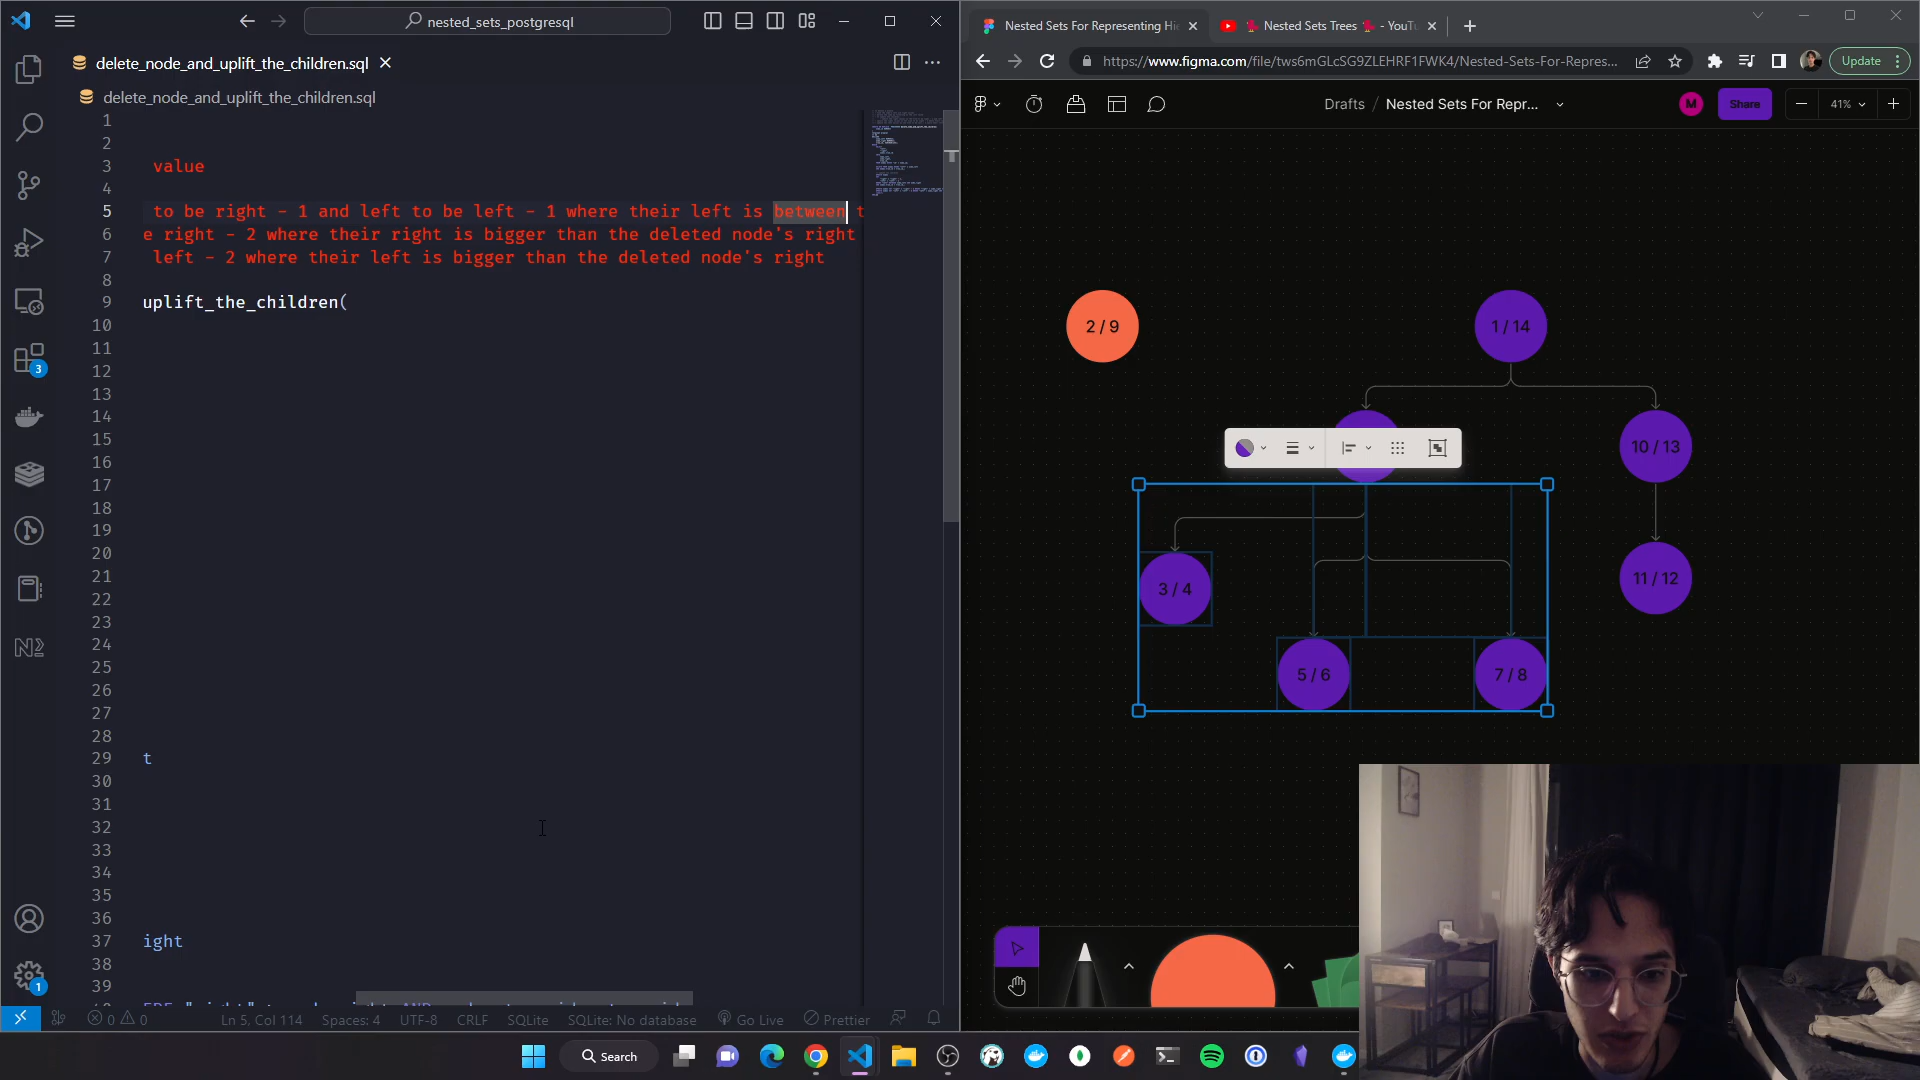 nested_sets_postgresql
delete_node_and_uplift_the_children.sql
delete_node_and_uplift_the_children.sql
1
2
3 value
4
5 to be right - 1 and left to be left - 1 where their left is between t
6 e right - 2 where their right is bigger than the deleted node's right
7 left - 2 where their left is bigger than the deleted node's right
8
9 uplift_the_children(
10
11
12
13
14
15
16
17
18
19
20
21
22
23
24
25
26
27
28
29 t
30
31
32
33
34
35
36
37 ight
38
39
3
1
0 0
Ln 5, Col 114
Spaces: 4
UTF-8
CRLF
SQLite
SQLite: No database
Go Live
Prettier
Nested Sets For Representing Hi
Nested Sets Trees - YouTu
https://www.figma.com/file/tws6mGLcSG9ZLEHRF1FWK4/Nested-Sets-For-Repres...
Update
Drafts / Nested Sets For Repr...
M
Share
41%
2 / 9
1 / 14
10 / 13
3 / 4
11 / 12
5 / 6
7 / 8
Search